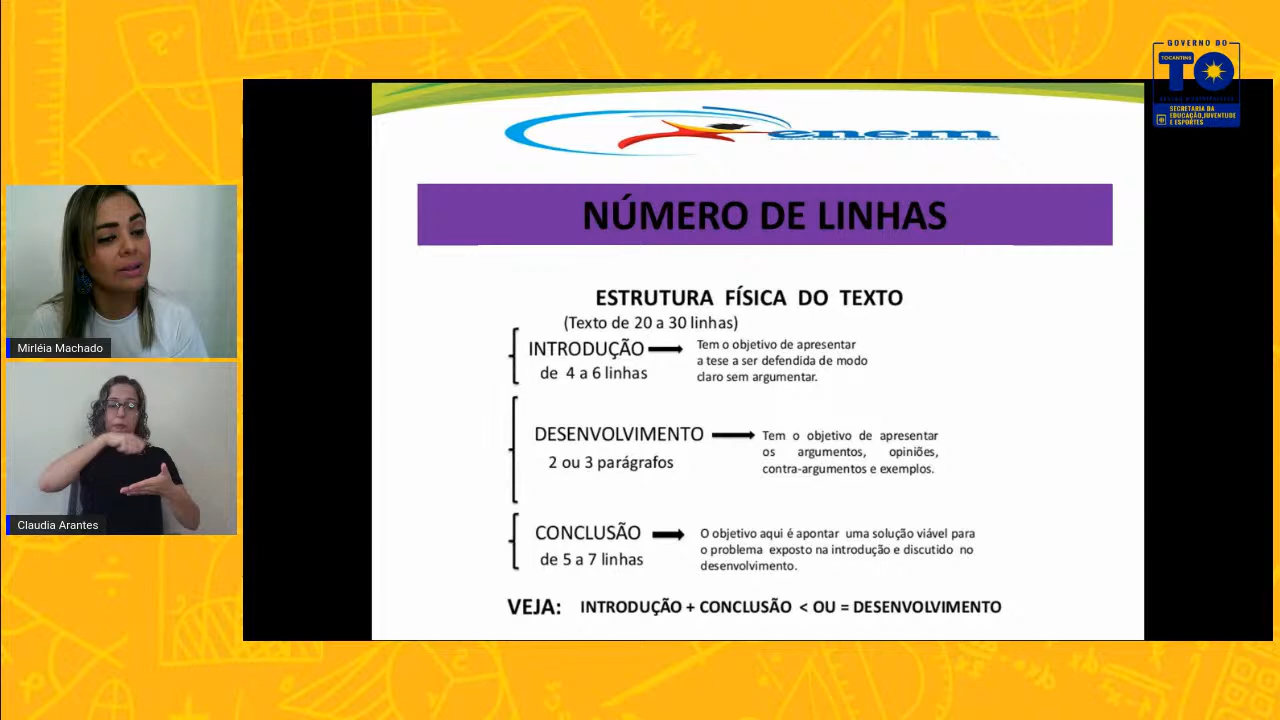 GOVERNO DO
TOCANTINS
TO
SECRETARIA DA
EDUCAÇÃO, JUVENTUDE
E ESPORTES
enem
NÚMERO DE LINHAS
ESTRUTURA FÍSICA DO TEXTO
(Texto de 20 a 30 linhas)
INTRODUÇÃO
de 4 a 6 linhas
Tem o objetivo de apresentar
a tese a ser defendida de modo
claro sem argumentar.
DESENVOLVIMENTO
2 ou 3 parágrafos
Tem o objetivo de apresentar
os argumentos, opiniões,
contra-argumentos e exemplos.
CONCLUSÃO
de 5 a 7 linhas
O objetivo aqui é apontar uma solução viável para
o problema exposto na introdução e discutido no
desenvolvimento.
VEJA: INTRODUÇÃO + CONCLUSÃO < OU = DESENVOLVIMENTO
Mirléia Machado
Claudia Arantes